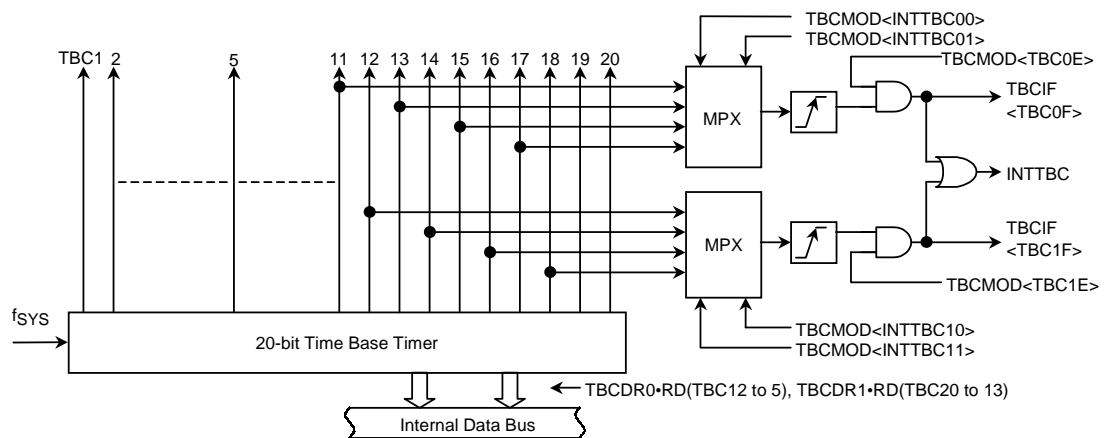 TBCMOD<INTTBC00>
TBCMOD<INTTBC01>
TBC1 2 5 11 12 13 14 15 16 17 18 19 20
TBCMOD<TBC0E>
MPX
TBCIF
<TBC0F>
INTTBC
MPX
TBCIF
<TBC1F>
TBCMOD<TBC1E>
fSYS
20-bit Time Base Timer
TBCMOD<INTTBC10>
TBCMOD<INTTBC11>
TBCDR0•RD(TBC12 to 5), TBCDR1•RD(TBC20 to 13)
Internal Data Bus